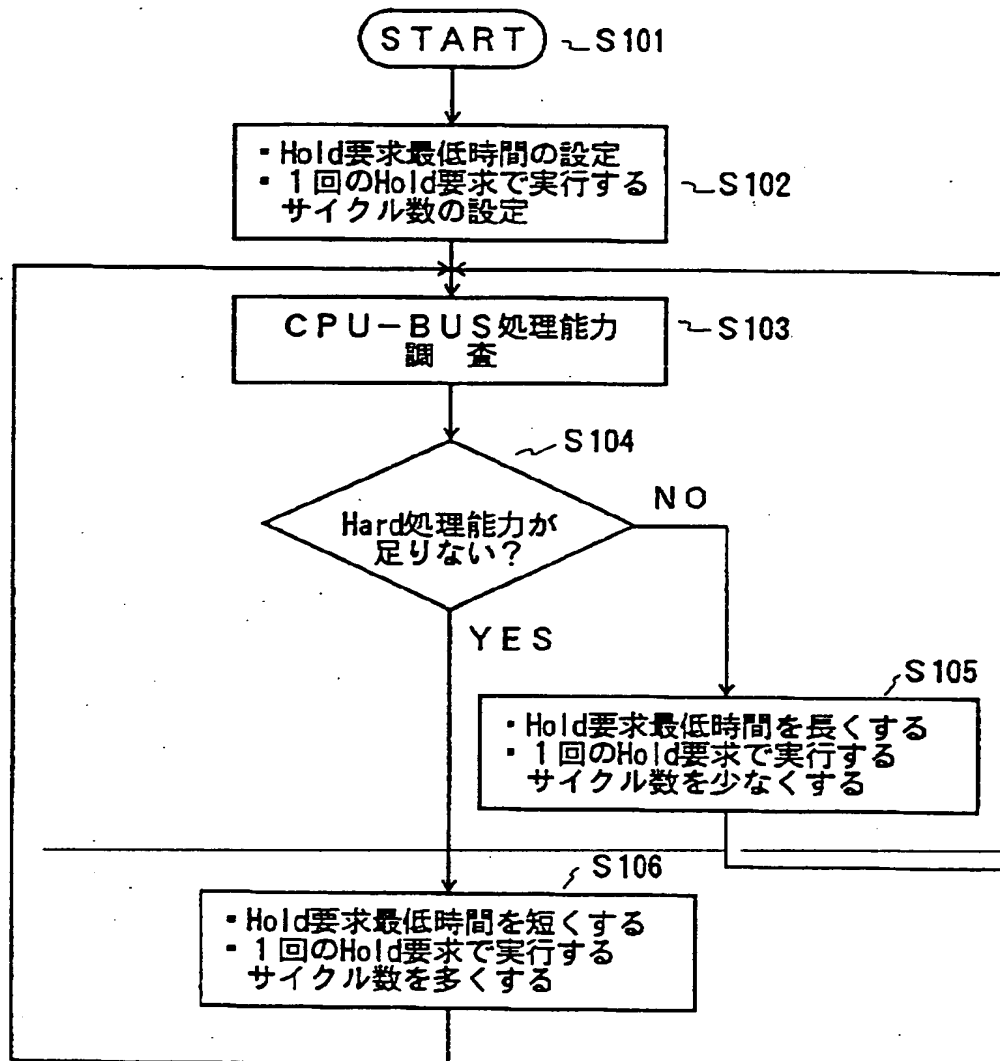 START
S101
・Hold要求最低時間の設定
・1回のHold要求で実行する
サイクル数の設定
S102
CPU-BUS処理能力
調 査
S103
S104
Hard処理能力が
足りない?
NO
YES
S105
・Hold要求最低時間を長くする
・1回のHold要求で実行する
サイクル数を少なくする
S106
・Hold要求最低時間を短くする
・1回のHold要求で実行する
サイクル数を多くする